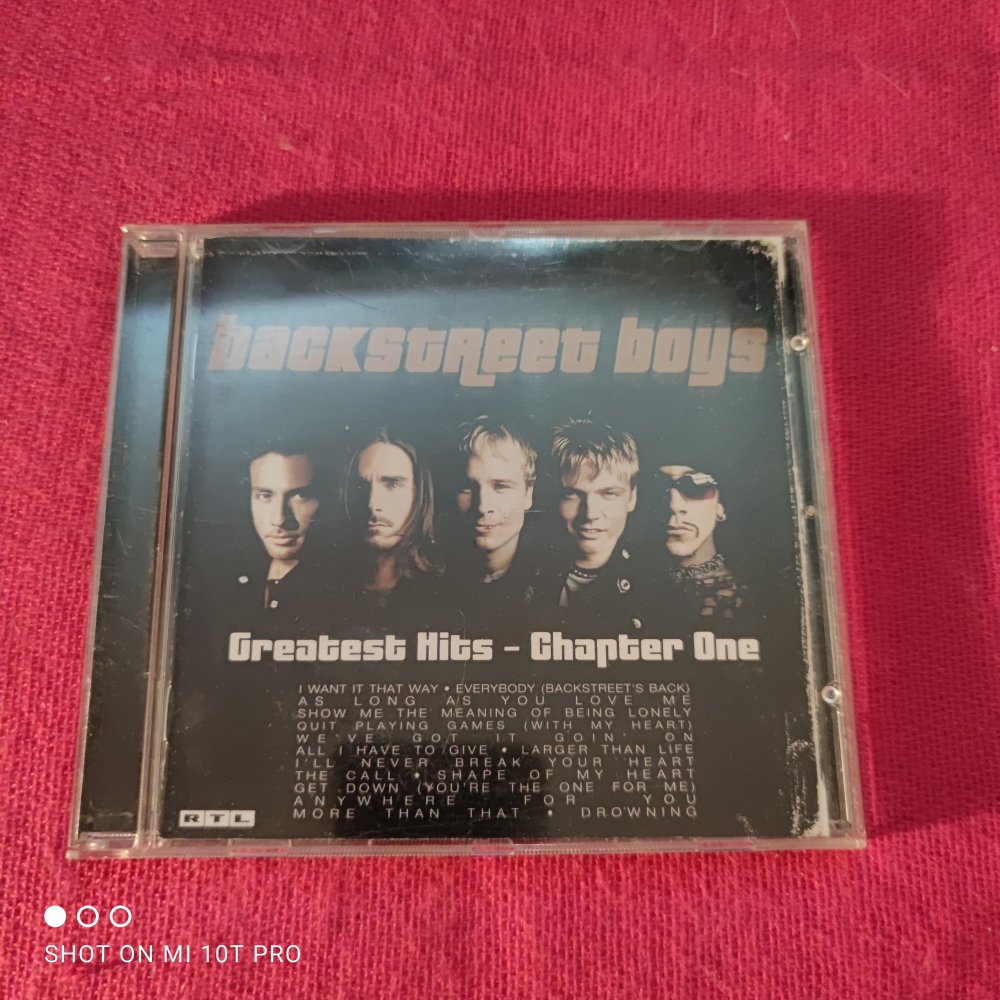 backstreet boys
Greatest Hits - Chapter One
I WANT IT THAT WAY • EVERYBODY (BACKSTREET'S BACK)
AS LONG AS YOU LOVE ME
SHOW ME THE MEANING OF BEING LONELY
QUIT PLAYING GAMES (WITH MY HEART)
WE'VE GOT IT GOIN' ON
ALL I HAVE TO GIVE • LARGER THAN LIFE
I'LL NEVER BREAK YOUR HEART
THE CALL • SHAPE OF MY HEART
GET DOWN (YOU'RE THE ONE FOR ME)
ANYWHERE FOR YOU
MORE THAN THAT • DROWNING
RTL
SHOT ON MI 10T PRO